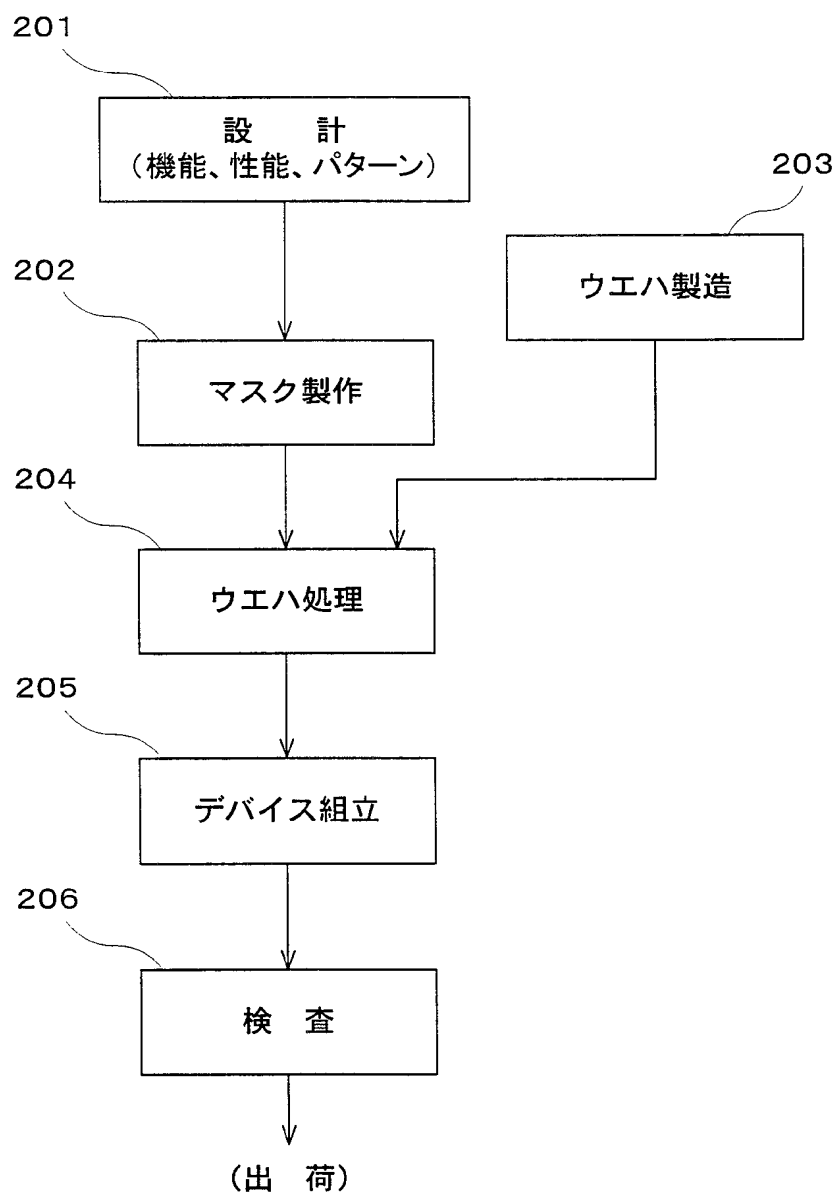 201
設　計
（機能、性能、パターン）
203
ウエハ製造
202
マスク製作
204
ウエハ処理
205
デバイス組立
206
検　査
（出　荷）